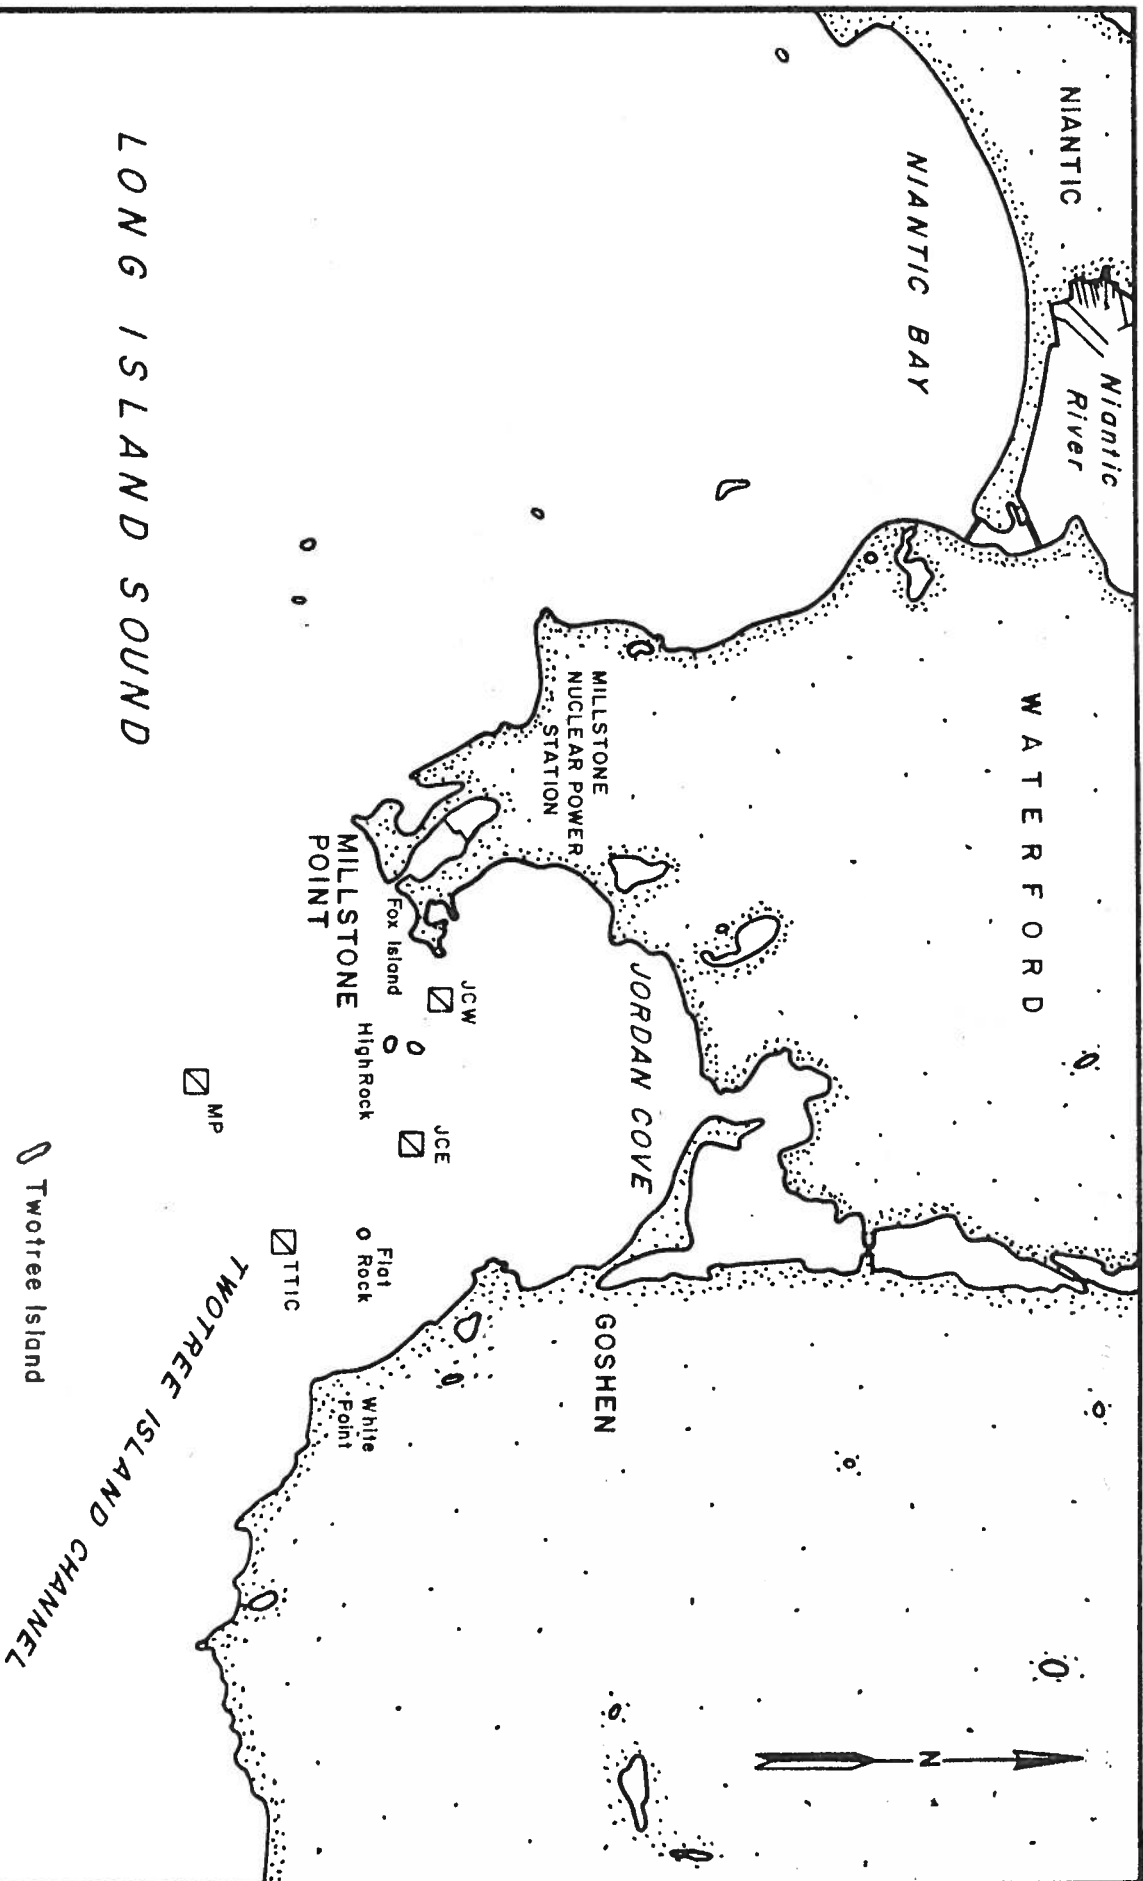 NIANTIC
Niantic
River
NIANTIC BAY
WATERFORD
N
MILLSTONE
NUCLEAR POWER
STATION
JORDAN COVE
GOSHEN
LONG ISLAND SOUND
MILLSTONE
POINT
Fox Island
JCW
High Rock
JCE
Flat
Rock
White
Point
MP
TTIC
TWOTREE ISLAND CHANNEL
Twotree Island